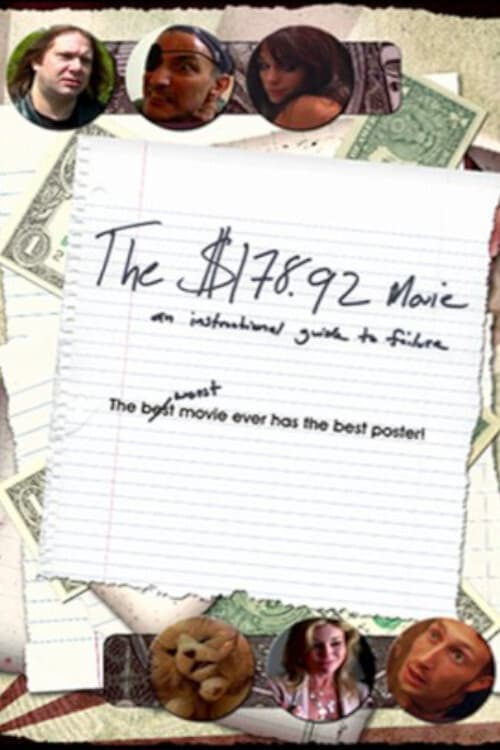 The $178.92 Movie
an instructional guide to failure
worst
The best movie ever has the best poster!